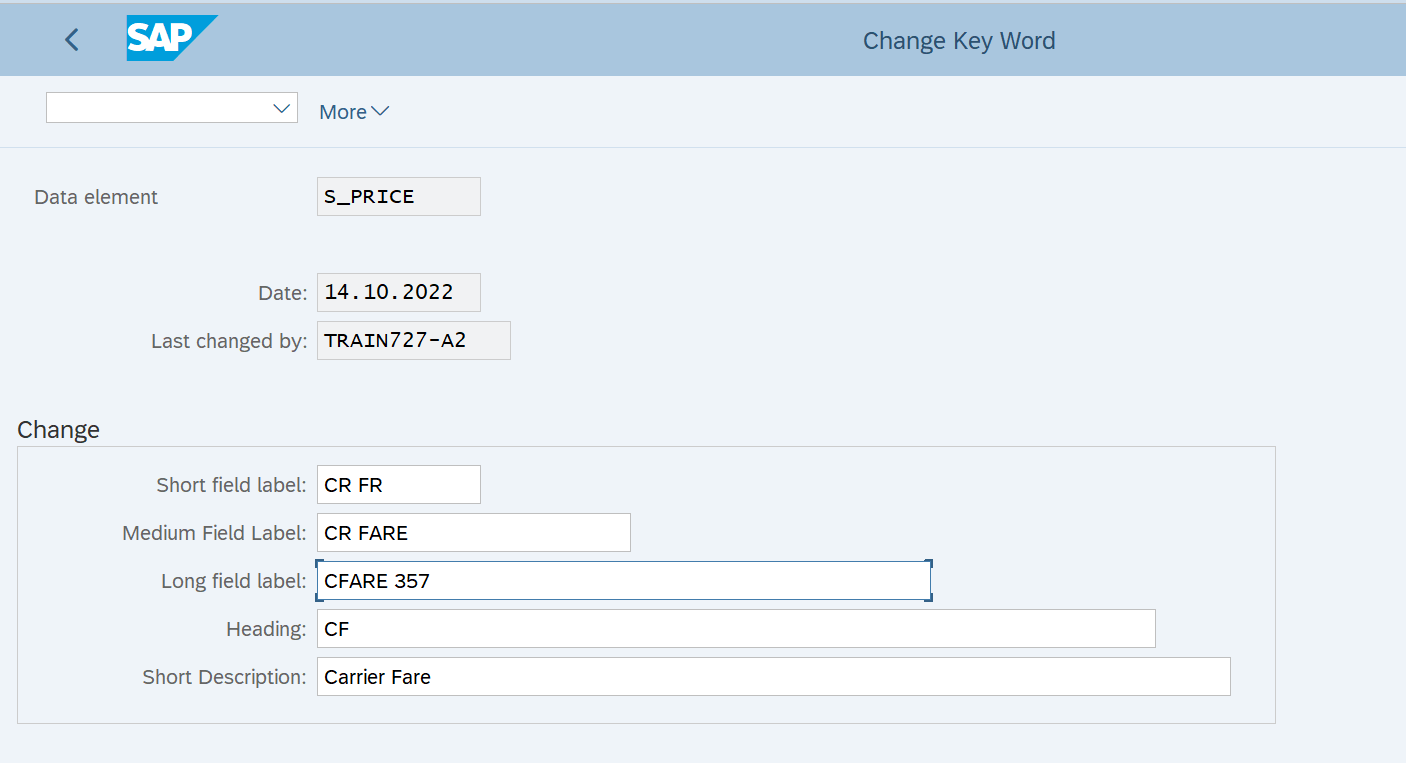 SAP
Change Key Word
More
Data element S_PRICE
Date: 14.10.2022
Last changed by: TRAIN727-A2
Change
Short field label: CR FR
Medium Field Label: CR FARE
Long field label: CFARE 357
Heading: CF
Short Description: Carrier Fare